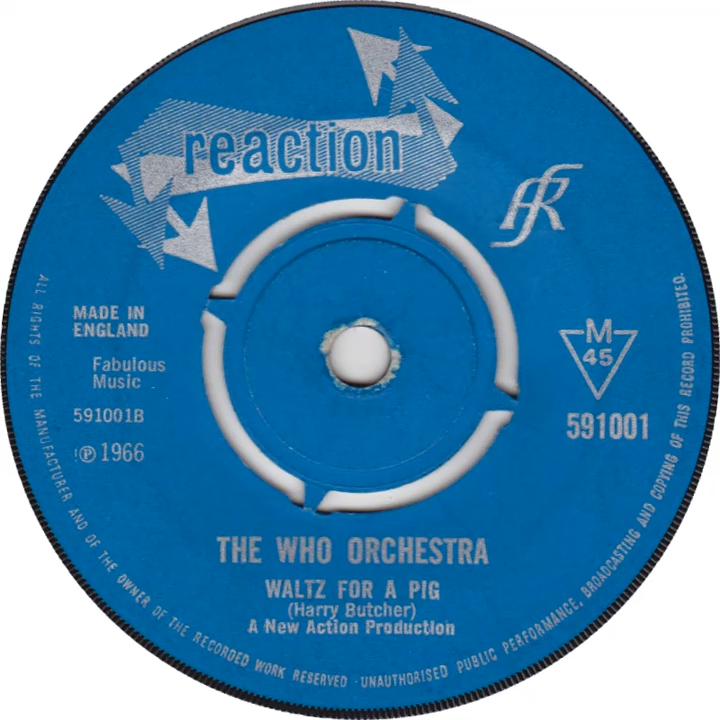 reaction
R
MADE IN
ENGLAND
Fabulous
Music
591001B
℗ 1966
M
45
591001
THE WHO ORCHESTRA
WALTZ FOR A PIG
(Harry Butcher)
A New Action Production
ALL RIGHTS OF THE MANUFACTURER AND OF THE OWNER OF THE RECORDED WORK RESERVED · UNAUTHORISED PUBLIC PERFORMANCE, BROADCASTING AND COPYING OF THIS RECORD PROHIBITED.